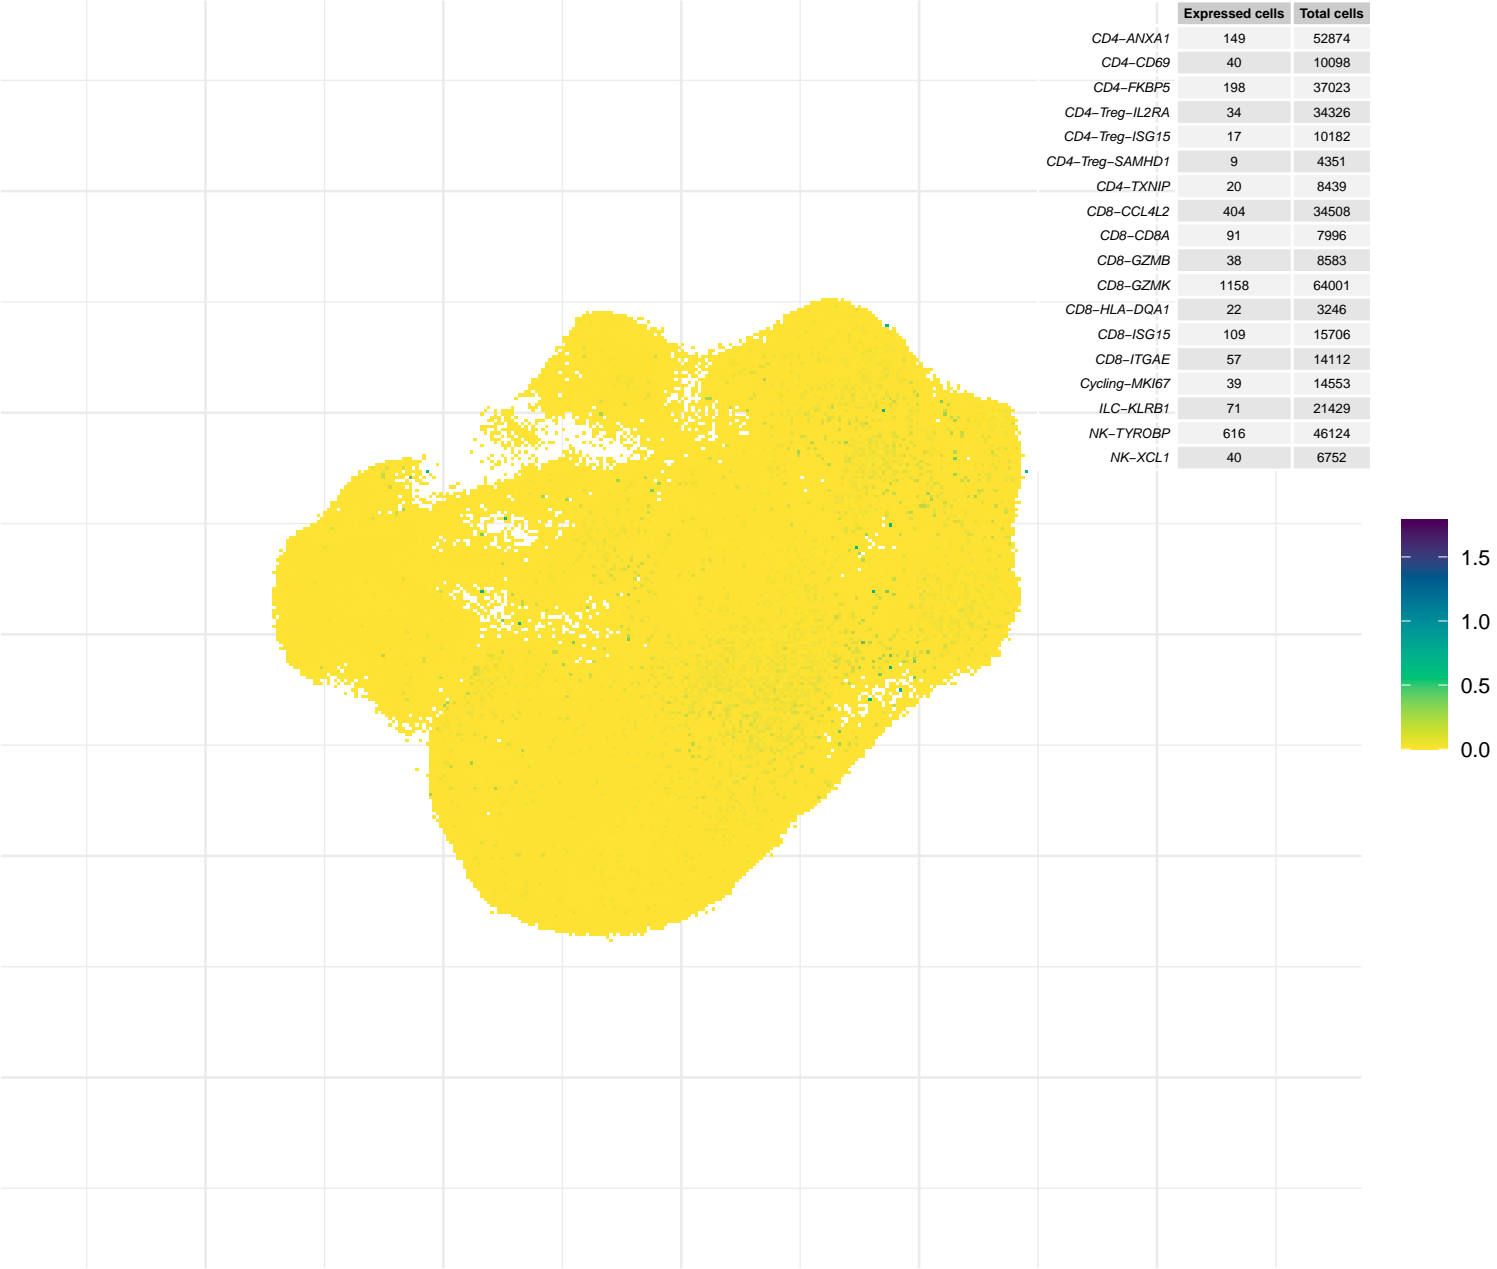 Expressed cells Total cells
CD4−ANXA1 149 52874
CD4−CD69 40 10098
CD4−FKBP5 198 37023
CD4−Treg−IL2RA 34 34326
CD4−Treg−ISG15 17 10182
CD4−Treg−SAMHD1 9 4351
CD4−TXNIP 20 8439
CD8−CCL4L2 404 34508
CD8−CD8A 91 7996
CD8−GZMB 38 8583
CD8−GZMK 1158 64001
CD8−HLA−DQA1 22 3246
CD8−ISG15 109 15706
CD8−ITGAE 57 14112
Cycling−MKI67 39 14553
ILC−KLRB1 71 21429
NK−TYROBP 616 46124
NK−XCL1 40 6752
1.5
1.0
0.5
0.0